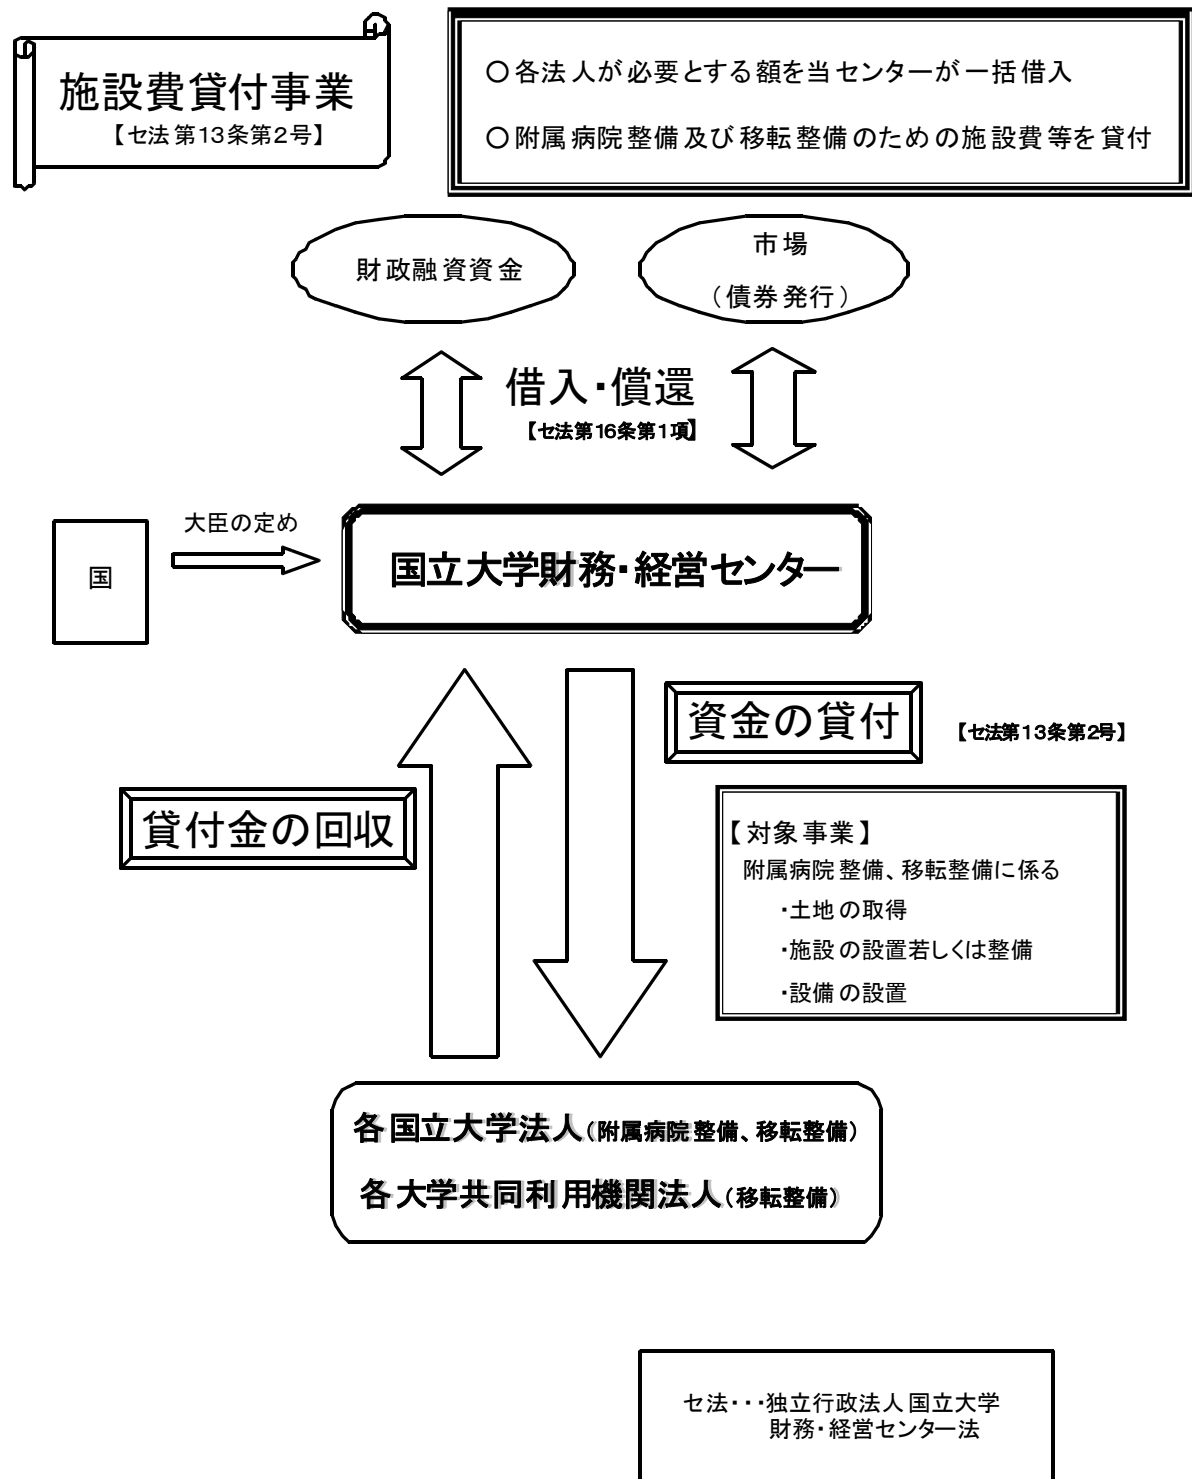 施設費貸付事業
【セ法第13条第2号】
○各法人が必要とする額を当センターが一括借入
○附属病院整備及び移転整備のための施設費等を貸付
財政融資資金
市場
（債券発行）
借入・償還
【セ法第16条第1項】
大臣の定め
国
国立大学財務・経営センター
資金の貸付
【セ法第13条第2号】
貸付金の回収
【対象事業】
附属病院整備、移転整備に係る
・土地の取得
・施設の設置若しくは整備
・設備の設置
各国立大学法人（附属病院整備、移転整備）
各大学共同利用機関法人（移転整備）
セ法・・・独立行政法人国立大学
財務・経営センター法